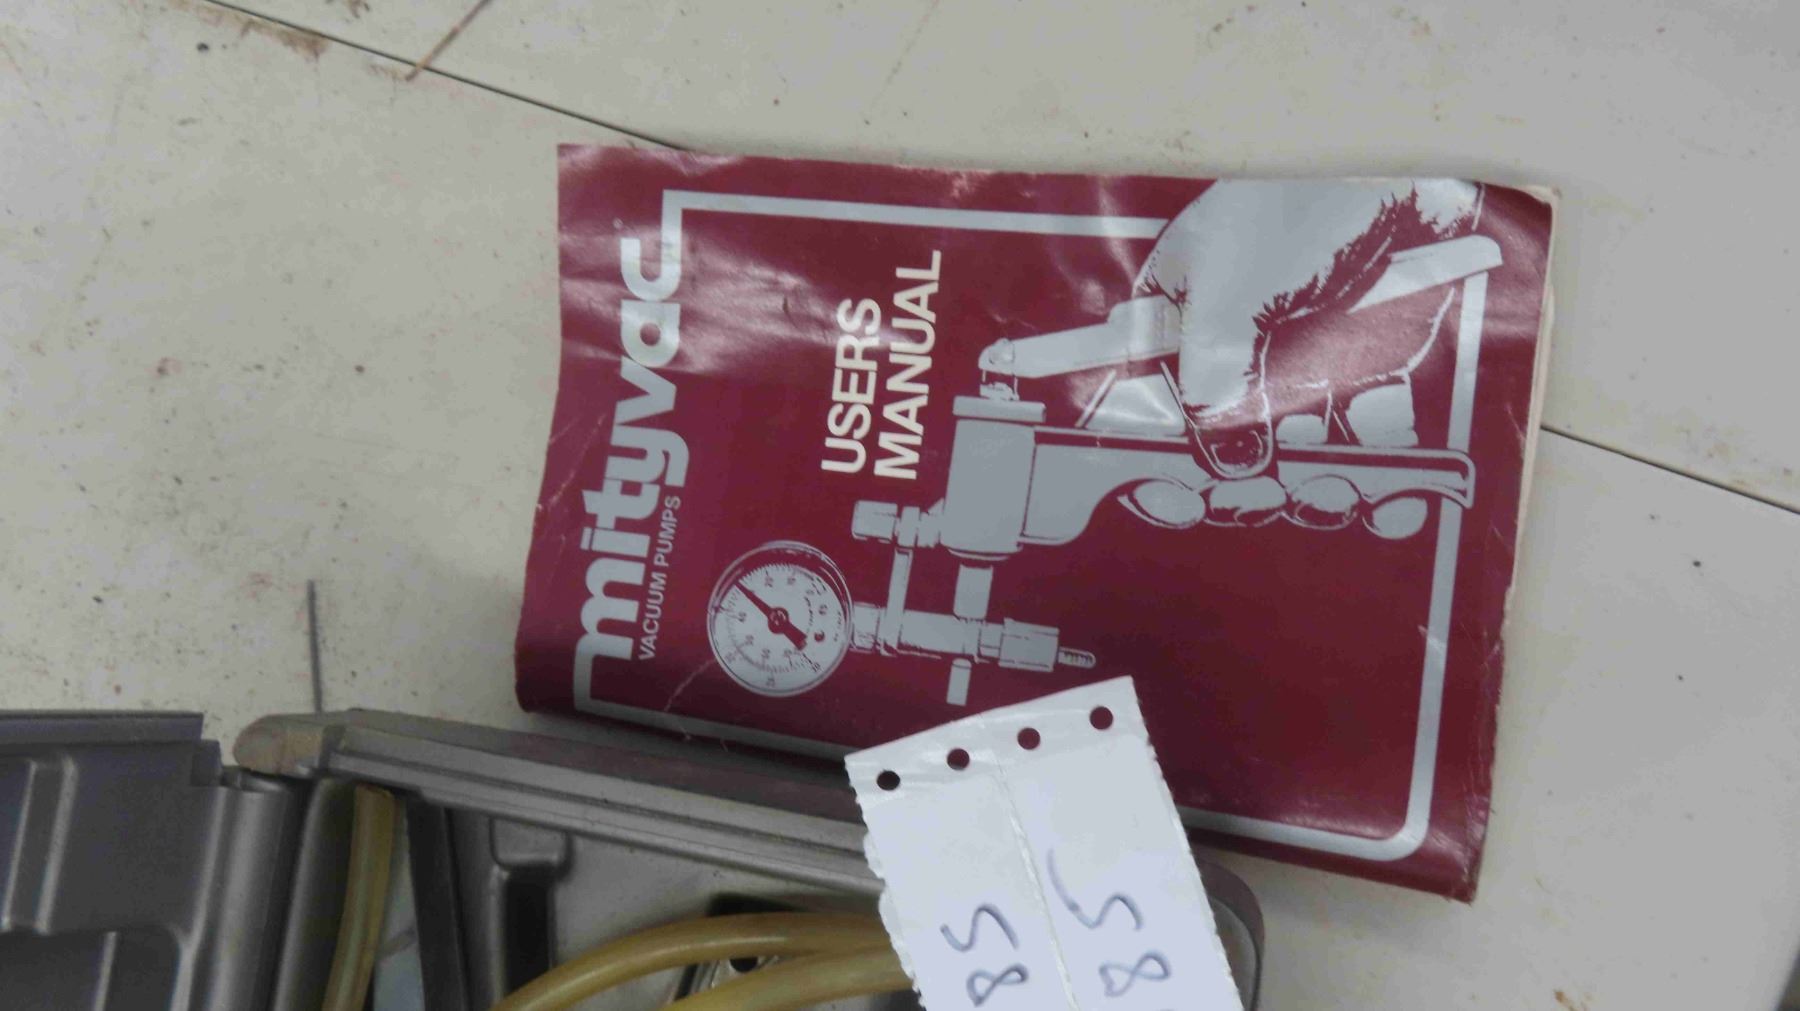 mityvac
VACUUM PUMPS
USERS
MANUAL
85
85